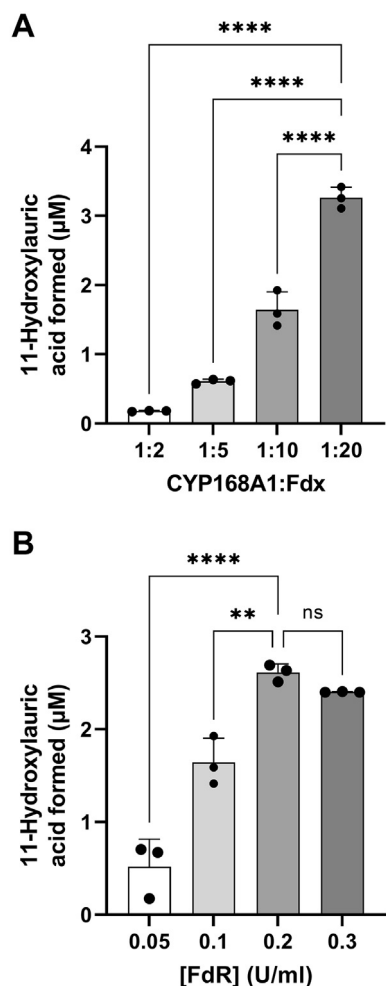 A
****
****
****
11-Hydroxylauric
acid formed (μM)
4
3
2
1
0
1:2 1:5 1:10 1:20
CYP168A1:Fdx
B
****
** ns
11-Hydroxylauric
acid formed (μM)
3
2
1
0
0.05 0.1 0.2 0.3
[FdR] (U/ml)